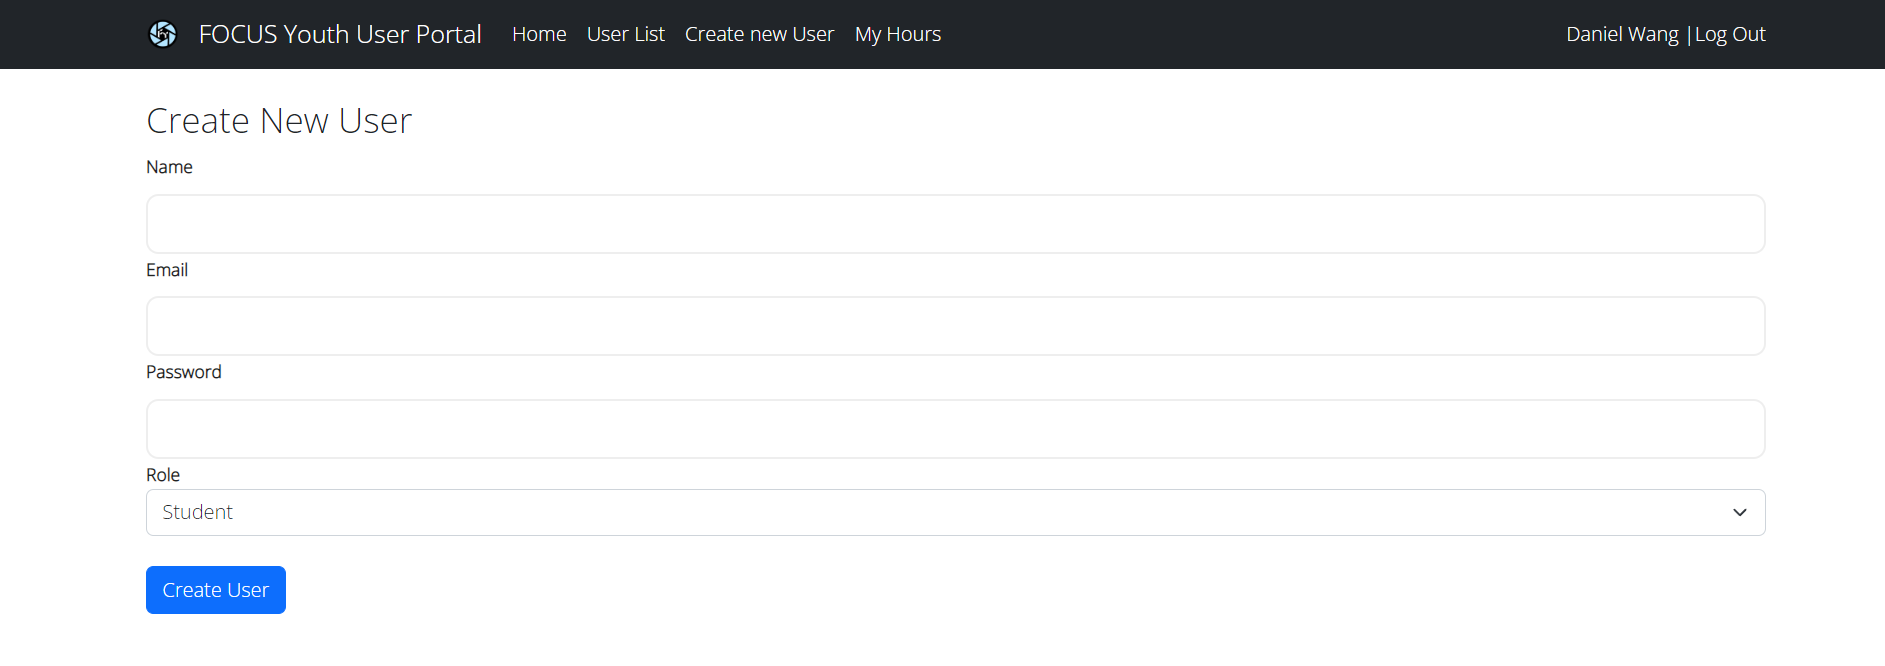 FOCUS Youth User Portal Home User List Create new User My Hours Daniel Wang |Log Out
Create New User
Name
Email
Password
Role
Student
Create User